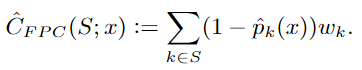 Ĉ_{FPC}(S; x) := ∑_{k∈S} (1 − p̂_k(x))w_k.